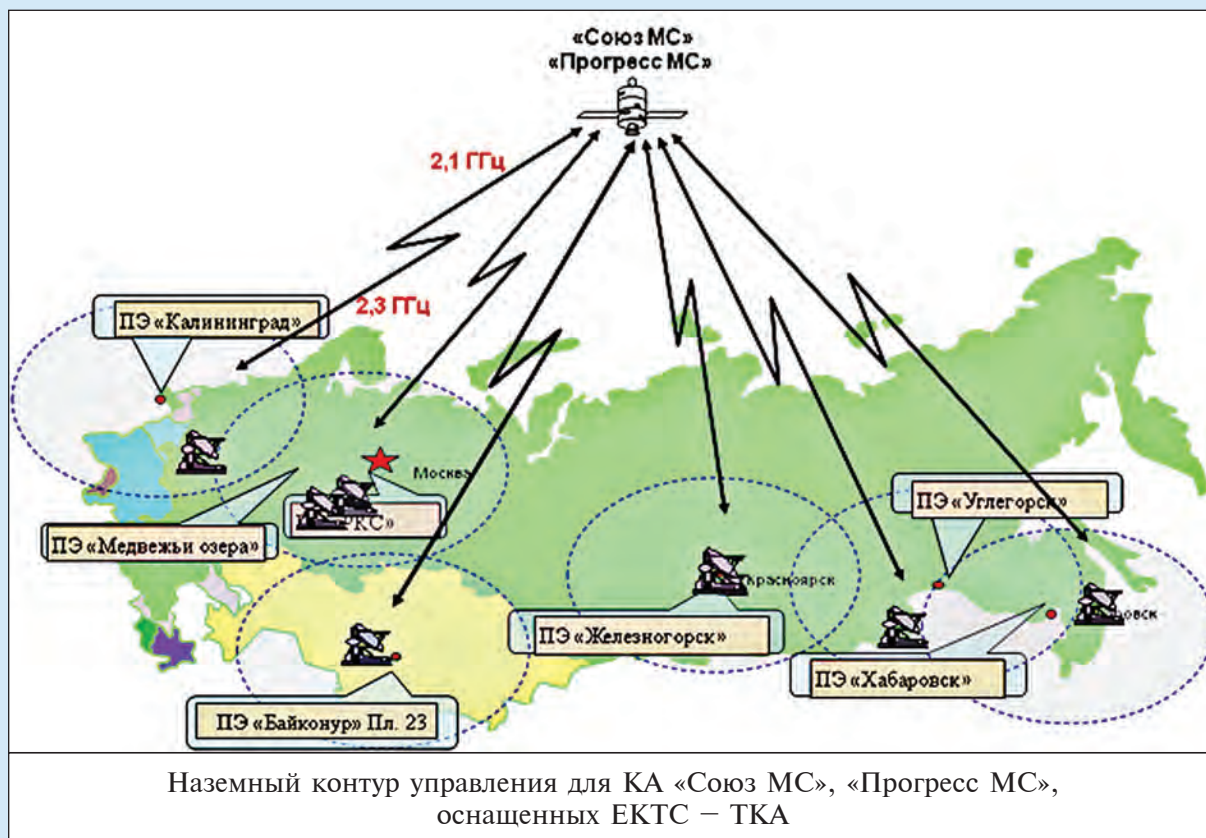 «Союз МС»
«Прогресс МС»
2,1 ГГц
2,3 ГГц
ПЭ «Калининград»
Москва
РКС»
ПЭ «Медвежьи озера»
ПЭ «Углегорск»
Красноярск
ПЭ «Железногорск»
ПЭ «Хабаровск»
ПЭ «Байконур» Пл. 23
Наземный контур управления для КА «Союз МС», «Прогресс МС»,
оснащенных ЕКТС – ТКА